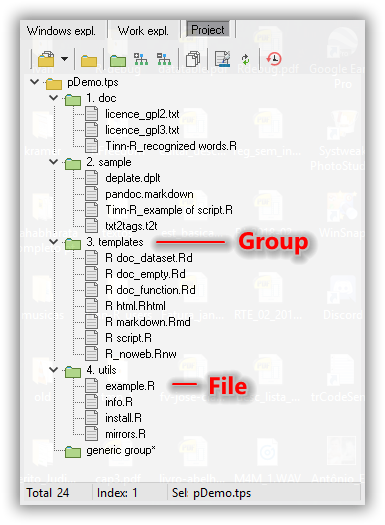 Windows expl. Work expl. Project
pDemo.tps
1. doc
licence_gpl2.txt
licence_gpl3.txt
Tinn-R_recognized words.R
2. sample
deplate.dplt
pandoc.markdown
Tinn-R_example of script.R
txt2tags.t2t
3. templates Group
R doc_dataset.Rd
R doc_empty.Rd
R doc_function.Rd
R html.Rhtml
R markdown.Rmd
R script.R
R_noweb.Rnw
4. utils
example.R File
info.R
install.R
mirrors.R
generic group*
Total 24 Index: 1 Sel: pDemo.tps